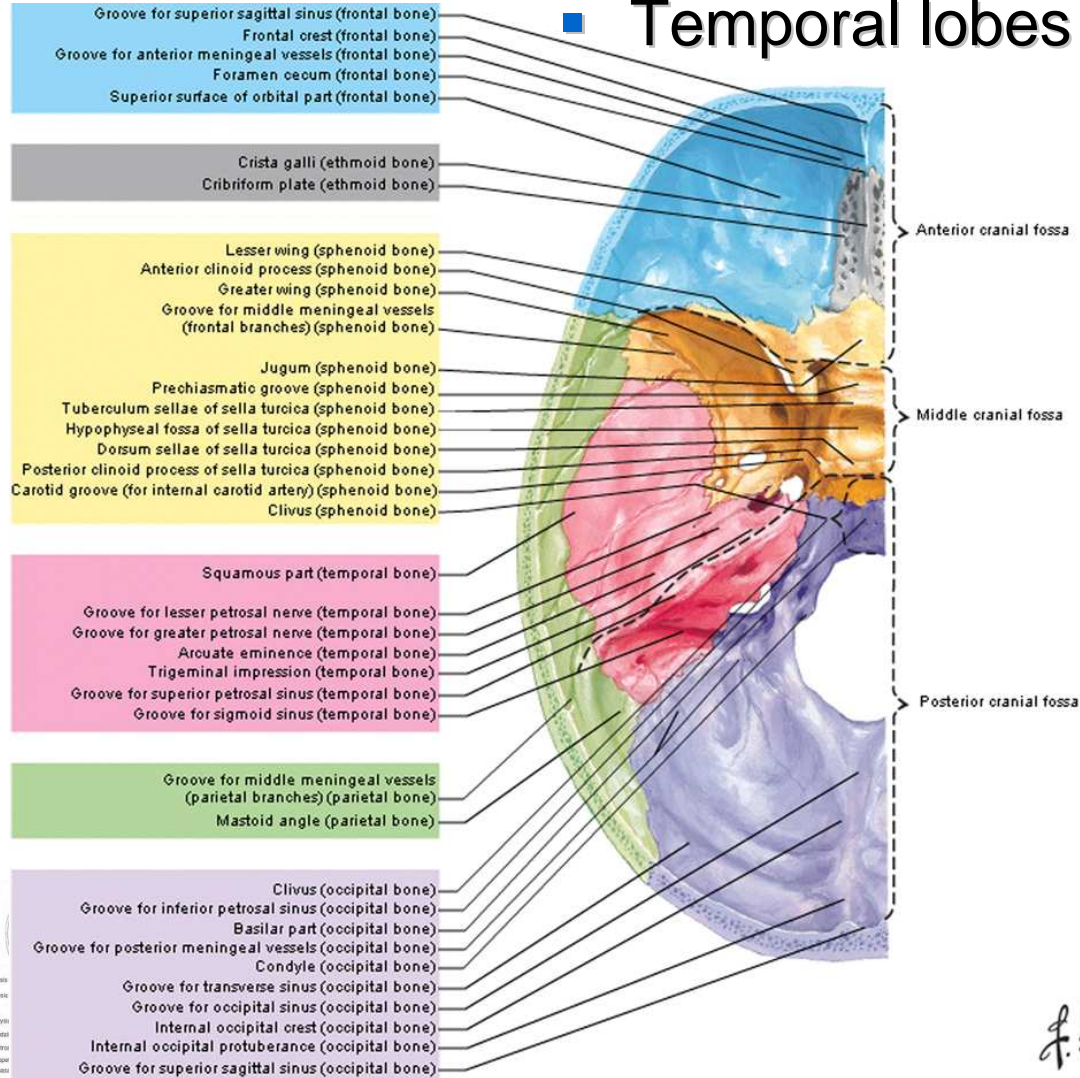 Temporal lobes
Groove for superior sagittal sinus (frontal bone)
Frontal crest (frontal bone)
Groove for anterior meningeal vessels (frontal bone)
Foramen cecum (frontal bone)
Superior surface of orbital part (frontal bone)
Crista galli (ethmoid bone)
Cribriform plate (ethmoid bone)
Lesser wing (sphenoid bone)
Anterior clinoid process (sphenoid bone)
Greater wing (sphenoid bone)
Groove for middle meningeal vessels
(frontal branches) (sphenoid bone)
Jugum (sphenoid bone)
Prechiasmatic groove (sphenoid bone)
Tuberculum sellae of sella turcica (sphenoid bone)
Hypophyseal fossa of sella turcica (sphenoid bone)
Dorsum sellae of sella turcica (sphenoid bone)
Posterior clinoid process of sella turcica (sphenoid bone)
Carotid groove (for internal carotid artery) (sphenoid bone)
Clivus (sphenoid bone)
Squamous part (temporal bone)
Groove for lesser petrosal nerve (temporal bone)
Groove for greater petrosal nerve (temporal bone)
Arcuate eminence (temporal bone)
Trigeminal impression (temporal bone)
Groove for superior petrosal sinus (temporal bone)
Groove for sigmoid sinus (temporal bone)
Groove for middle meningeal vessels
(parietal branches) (parietal bone)
Mastoid angle (parietal bone)
Clivus (occipital bone)
Groove for inferior petrosal sinus (occipital bone)
Basilar part (occipital bone)
Groove for posterior meningeal vessels (occipital bone)
Condyle (occipital bone)
Groove for transverse sinus (occipital bone)
Groove for occipital sinus (occipital bone)
Internal occipital crest (occipital bone)
Internal occipital protuberance (occipital bone)
Groove for superior sagittal sinus (occipital bone)
Anterior cranial fossa
Middle cranial fossa
Posterior cranial fossa